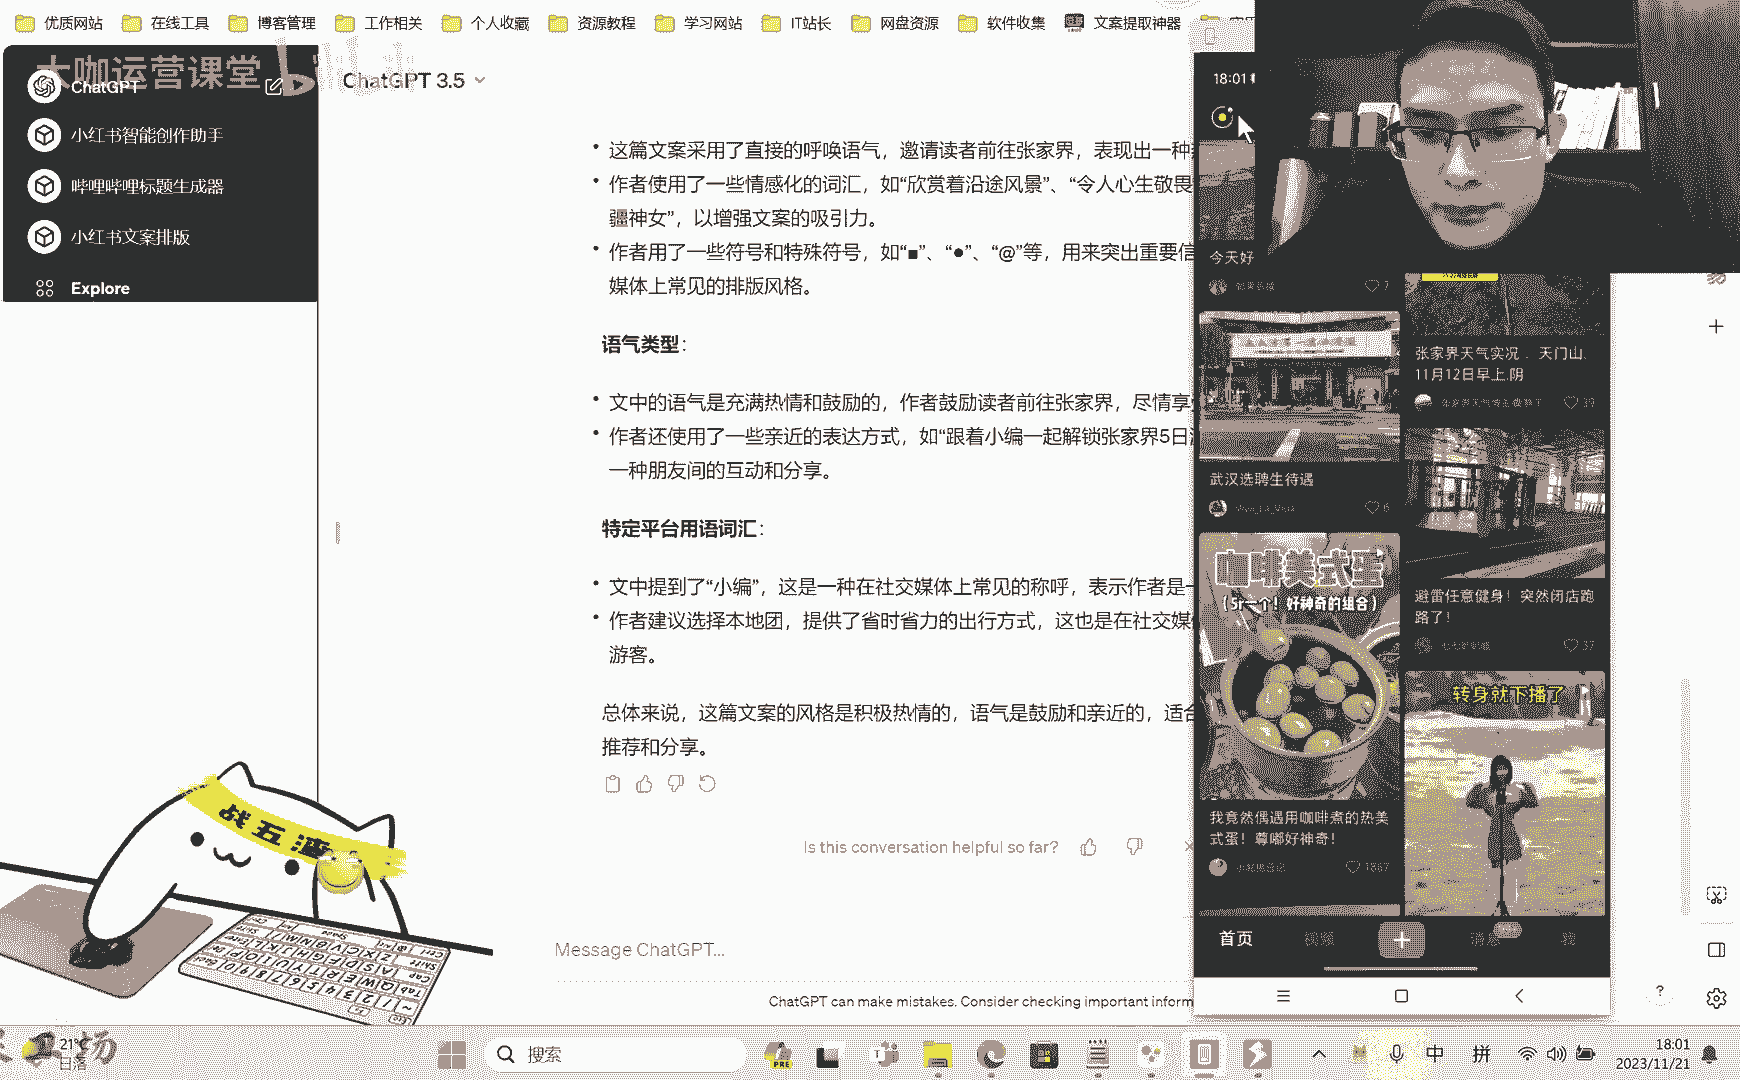 优质网站
在线工具
博客管理
工作相关
个人收藏
资源教程
学习网站
IT站长
网盘资源
软件收集
文案提取神器
大咖运营课堂
bilibili
ChatGPT
小红书智能创作助手
哔哩哔哩标题生成器
小红书文案排版
Explore
ChatGPT 3.5
这篇文案采用了直接的呼唤语气，邀请读者前往张家界，表现出一种
作者使用了一些情感化的词汇，如“欣赏着沿途风景”、“令人心生敬畏
疆神女”，以增强文案的吸引力。
作者用了一些符号和特殊符号，如“■”、“●”、“@”等，用来突出重要信
媒体上常见的排版风格。
语气类型：
文中的语气是充满热情和鼓励的，作者鼓励读者前往张家界，尽情享
作者还使用了一些亲近的表达方式，如“跟着小编一起解锁张家界5日
一种朋友间的互动和分享。
特定平台用语词汇：
文中提到了“小编”，这是一种在社交媒体上常见的称呼，表示作者是一
作者建议选择本地团，提供了省时省力的出行方式，这也是在社交媒
游客。
总体来说，这篇文案的风格是积极热情的，语气是鼓励和亲近的，适合
推荐和分享。
Is this conversation helpful so far?
Message ChatGPT...
ChatGPT can make mistakes. Consider checking important inform
18:01
今天好
7
武汉选聘生待遇
6
咖啡美式蛋
（5r一个！好神奇的组合）
我竟然偶遇用咖啡煮的热美
式蛋！尊嘟好神奇！
1867
张家界天气实况．天门山．
11月12日早上.阴
39
避雷任意健身！突然闭店跑
路了！
37
转身就下播了
首页
视频
消息
我
战五渣
21°C
日落
搜索
PRE
中
拼
18:01
2023/11/21